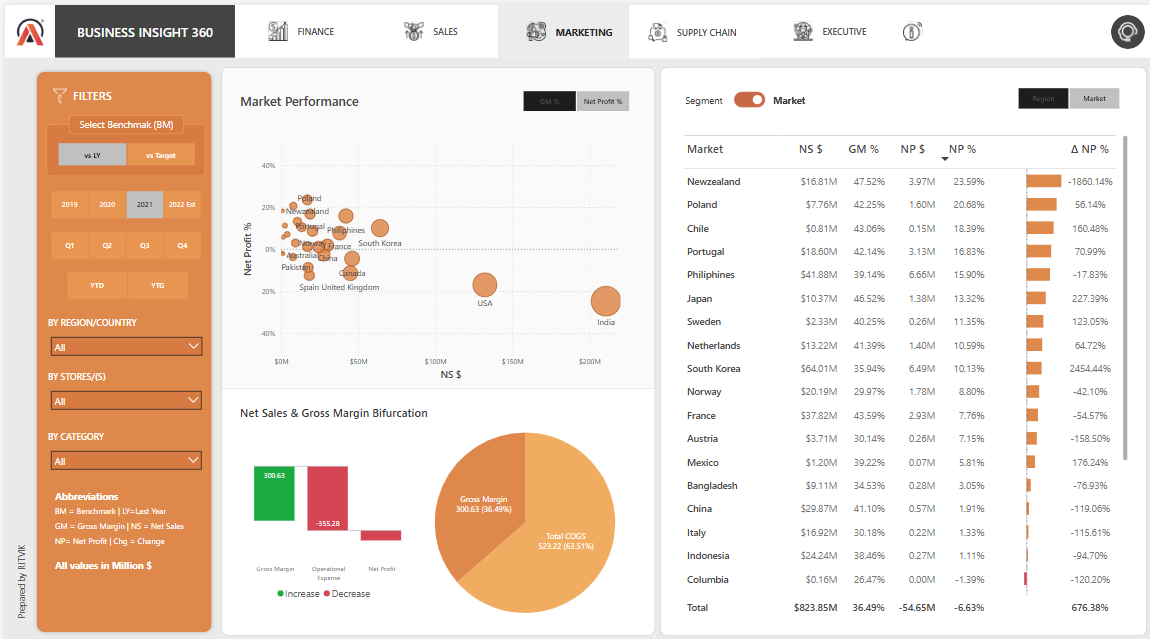 BUSINESS INSIGHT 360
FINANCE
SALES
MARKETING
SUPPLY CHAIN
EXECUTIVE
FILTERS
Select Benchmak (BM)
vs LY
vs Target
2019
2020
2021
2022 Est
Q1
Q2
Q3
Q4
YTD
YTG
BY REGION/COUNTRY
All
BY STORES/(S)
All
BY CATEGORY
All
Abbreviations
BM = Benchmark | LY=Last Year
GM = Gross Margin | NS = Net Sales
NP= Net Profit | Chg = Change
All values in Million $
Prepared by RITVIK
Market Performance
GM %
Net Profit %
Net Profit %
40%
20%
0%
-20%
40%
Poland
Newzealand
Portugal
Philiphines
Norway
France
South Korea
Australia
China
Pakistan
Canada
Spain
United Kingdom
USA
India
$0M
$50M
$100M
$150M
$200M
NS $
Net Sales & Gross Margin Bifurcation
300.63
-355.28
Gross Margin
Operational
Expense
Net Profit
Increase
Decrease
Gross Margin
300.63 (36.49%)
Total COGS
523.22 (63.51%)
Segment
Market
Region
Market
Market NS $ GM % NP $ NP % Δ NP %
Newzealand $16.81M 47.52% 3.97M 23.59% -1860.14%
Poland $7.76M 42.25% 1.60M 20.68% 56.14%
Chile $0.81M 43.06% 0.15M 18.39% 160.48%
Portugal $18.60M 42.14% 3.13M 16.83% 70.99%
Philiphines $41.88M 39.14% 6.66M 15.90% -17.83%
Japan $10.37M 46.52% 1.38M 13.32% 227.39%
Sweden $2.33M 40.25% 0.26M 11.35% 123.05%
Netherlands $13.22M 41.39% 1.40M 10.59% 64.72%
South Korea $64.01M 35.94% 6.49M 10.13% 2454.44%
Norway $20.19M 29.97% 1.78M 8.80% -42.10%
France $37.82M 43.59% 2.93M 7.76% -54.57%
Austria $3.71M 30.14% 0.26M 7.15% -158.50%
Mexico $1.20M 39.22% 0.07M 5.81% 176.24%
Bangladesh $9.11M 34.53% 0.28M 3.05% -76.93%
China $29.87M 41.10% 0.57M 1.91% -119.06%
Italy $16.92M 30.18% 0.22M 1.33% -115.61%
Indonesia $24.24M 38.46% 0.27M 1.11% -94.70%
Columbia $0.16M 26.47% 0.00M -1.39% -120.20%
Total $823.85M 36.49% -54.65M -6.63% 676.38%